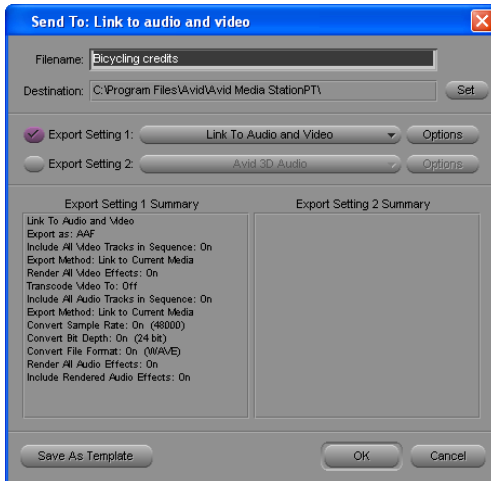 Send To: Link to audio and video
Filename: Bicycling credits
Destination: C:\Program Files\Avid\Avid Media StationPT\ Set
Export Setting 1: Link To Audio and Video Options
Export Setting 2: Avid 3D Audio Options
Export Setting 1 Summary Export Setting 2 Summary
Link To Audio and Video
Export as: AAF
Include All Video Tracks in Sequence: On
Export Method: Link to Current Media
Render All Video Effects: On
Transcode Video To: Off
Include All Audio Tracks in Sequence: On
Export Method: Link to Current Media
Convert Sample Rate: On (48000)
Convert Bit Depth: On (24 bit)
Convert File Format: On (WAVE)
Render All Audio Effects: On
Include Rendered Audio Effects: On
Save As Template OK Cancel